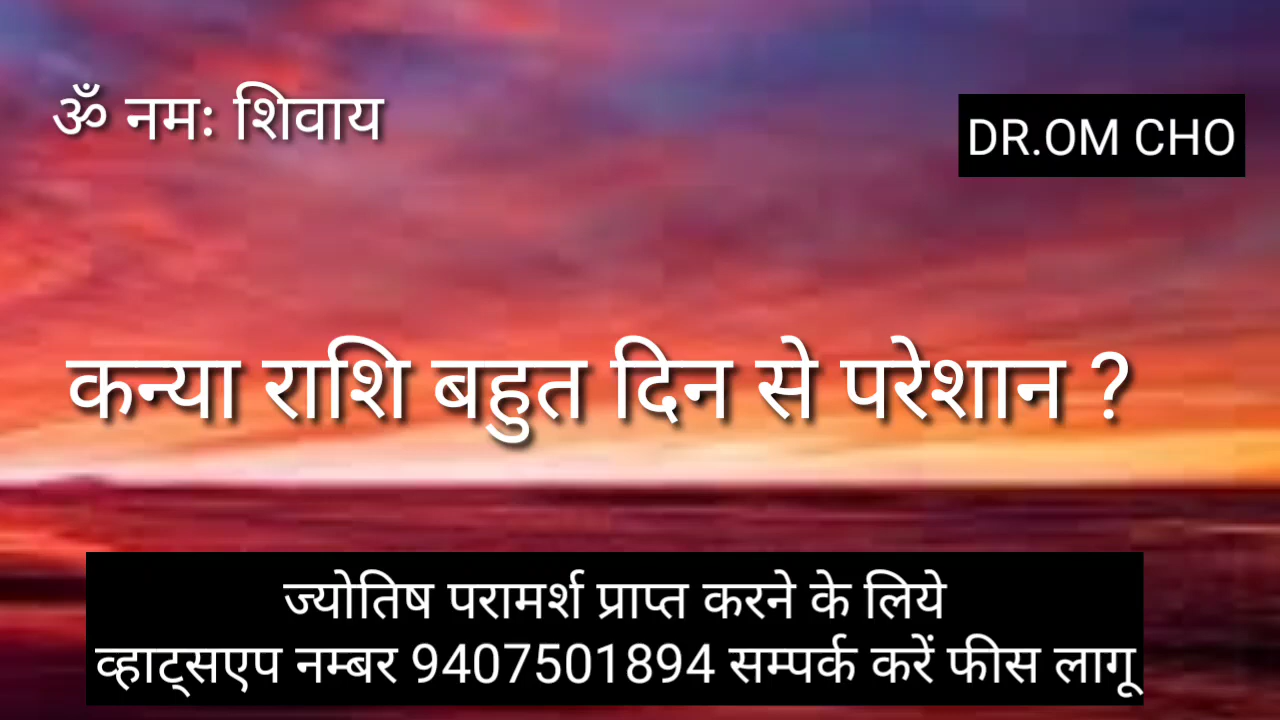 ॐ नमः शिवाय
DR.OM CHO
कन्या राशि बहुत दिन से परेशान ?
ज्योतिष परामर्श प्राप्त करने के लिये
व्हाट्सएप नम्बर 9407501894 सम्पर्क करें फीस लागू